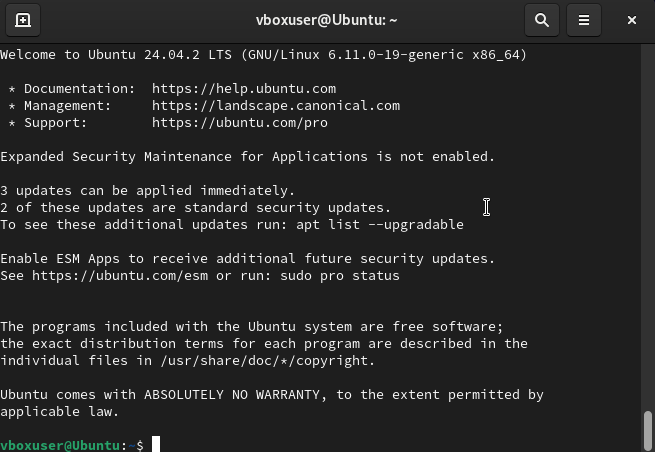 vboxuser@Ubuntu: ~
Welcome to Ubuntu 24.04.2 LTS (GNU/Linux 6.11.0-19-generic x86_64)
* Documentation:  https://help.ubuntu.com
* Management:     https://landscape.canonical.com
* Support:        https://ubuntu.com/pro
Expanded Security Maintenance for Applications is not enabled.
3 updates can be applied immediately.
2 of these updates are standard security updates.
To see these additional updates run: apt list --upgradable
Enable ESM Apps to receive additional future security updates.
See https://ubuntu.com/esm or run: sudo pro status
The programs included with the Ubuntu system are free software;
the exact distribution terms for each program are described in the
individual files in /usr/share/doc/*/copyright.
Ubuntu comes with ABSOLUTELY NO WARRANTY, to the extent permitted by
applicable law.
vboxuser@Ubuntu:~$